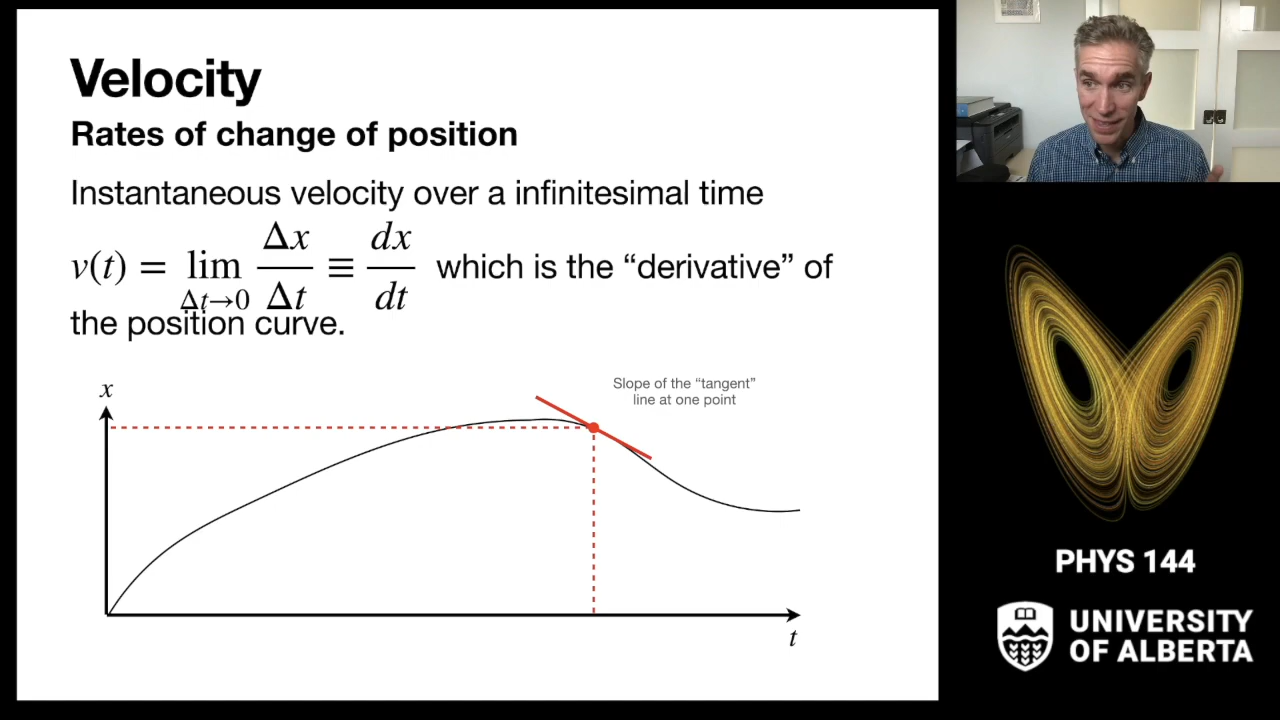 Velocity
Rates of change of position
Instantaneous velocity over a infinitesimal time
v(t) = lim Δt→0 Δx/Δt ≡ dx/dt which is the “derivative” of
the position curve.
x
Slope of the “tangent”
line at one point
t
PHYS 144
UNIVERSITY
OF ALBERTA